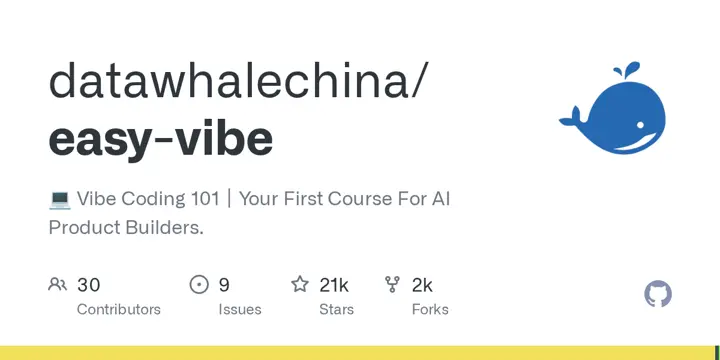 datawhalechina/
easy-vibe
💻 Vibe Coding 101 | Your First Course For AI
Product Builders.
30 9 21k 2k
Contributors Issues Stars Forks